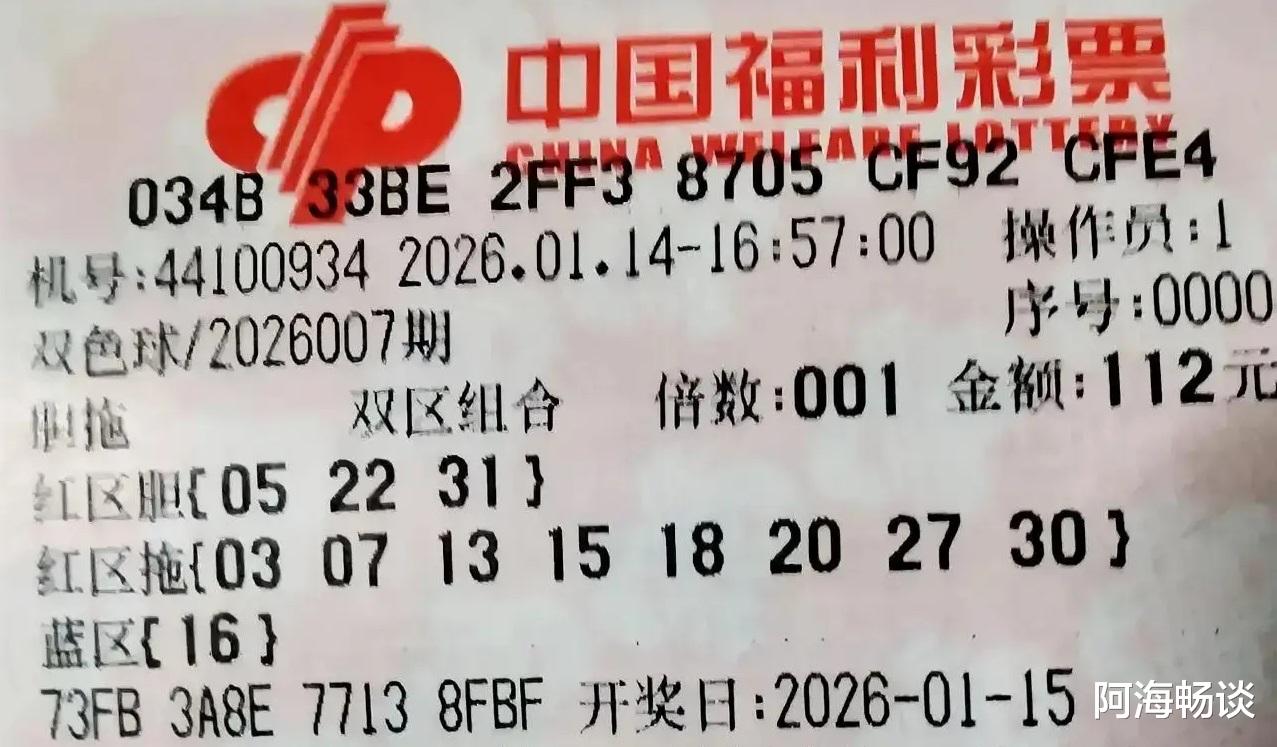 中国福利彩票
CHINA WELFARE LOTTERY
034B 33BE 2FF3 8705 CF92 CFE4
机号:44100934 2026.01.14-16:57:00 操作员:1
双色球/2026007期 序号:0000
胆拖 双区组合 倍数:001 金额:112元
红区胆{05 22 31}
红区拖{03 07 13 15 18 20 27 30}
蓝区{16}
73FB 3A8E 7713 8FBF 开奖日:2026-01-15
阿海畅谈